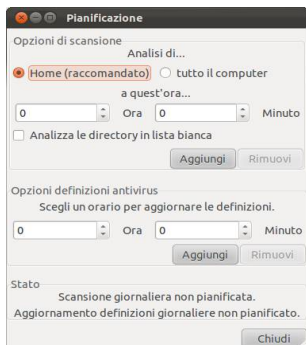 Pianificazione
Opzioni di scansione
Analisi di...
Home (raccomandato) tutto il computer
a quest'ora...
0 Ora 0 Minuto
Analizza le directory in lista bianca
Aggiungi Rimuovi
Opzioni definizioni antivirus
Scegli un orario per aggiornare le definizioni.
0 Ora 0 Minuto
Aggiungi Rimuovi
Stato
Scansione giornaliera non pianificata.
Aggiornamento definizioni giornaliere non pianificato.
Chiudi